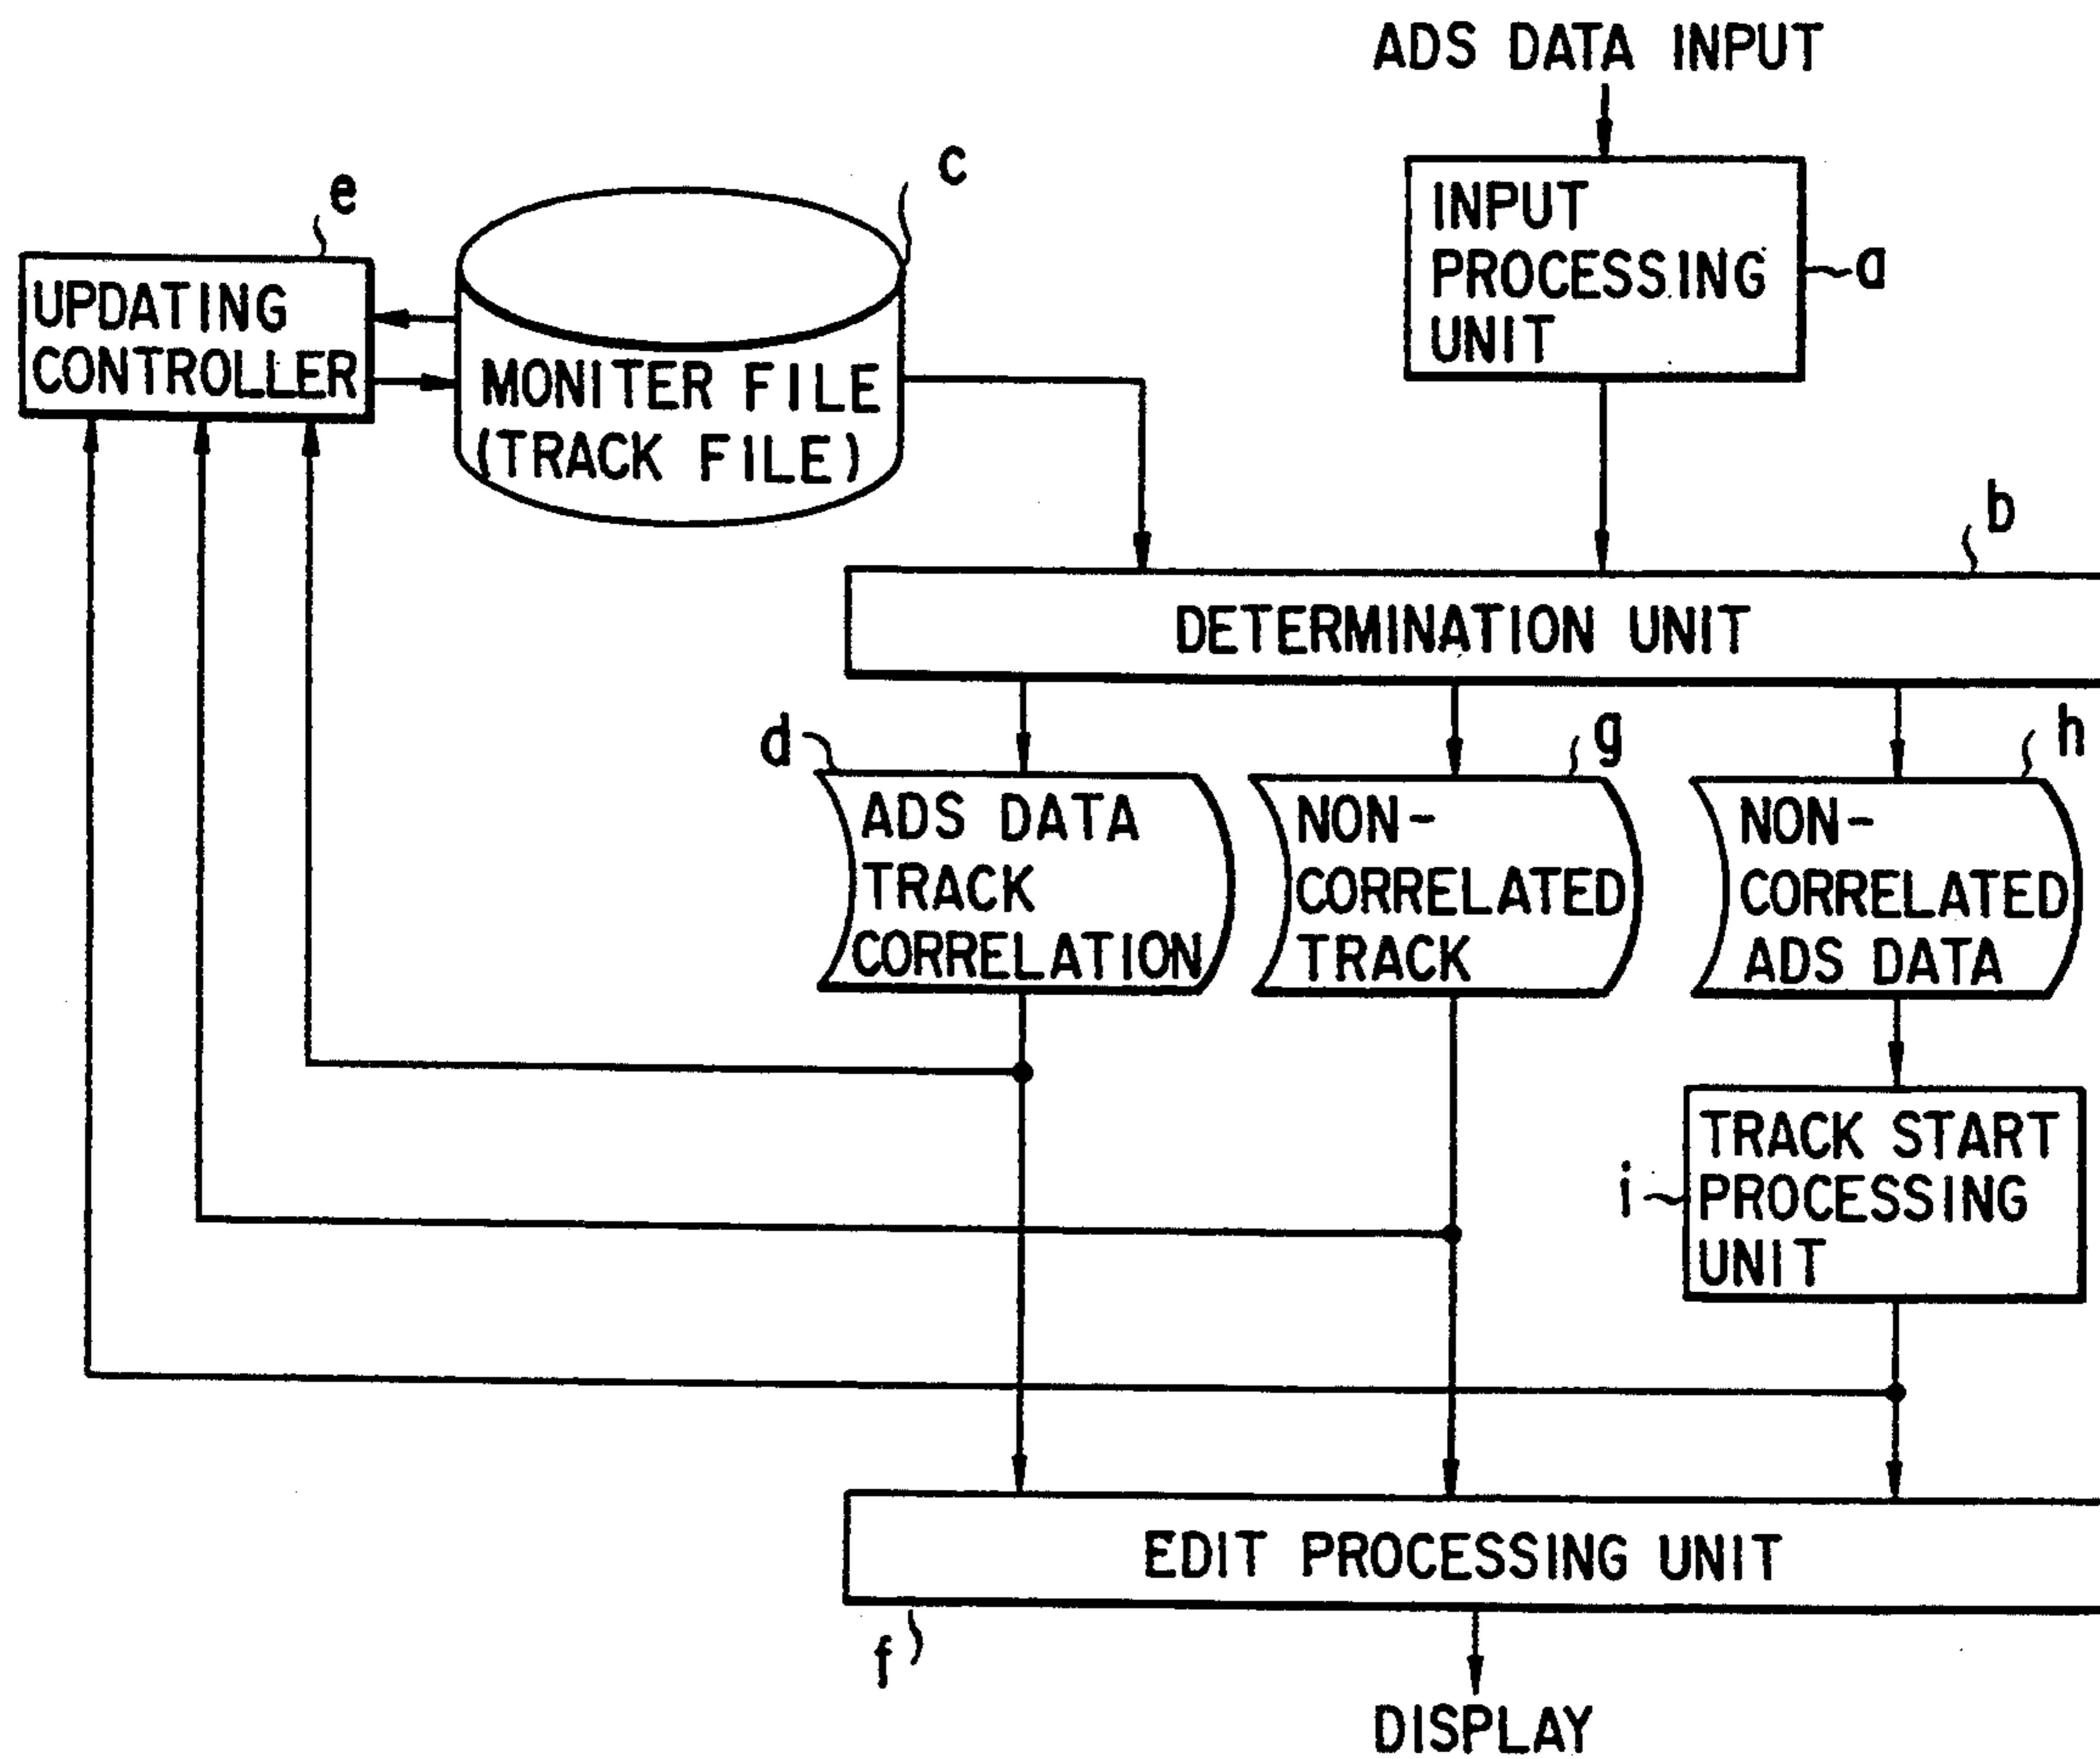 ADS DATA INPUT
INPUT
PROCESSING
UNIT
a
c
e
UPDATING
CONTROLLER
MONITER FILE
(TRACK FILE)
b
DETERMINATION UNIT
d
ADS DATA
TRACK
CORRELATION
g
NON-
CORRELATED
TRACK
h
NON-
CORRELATED
ADS DATA
i
TRACK START
PROCESSING
UNIT
EDIT PROCESSING UNIT
f
DISPLAY